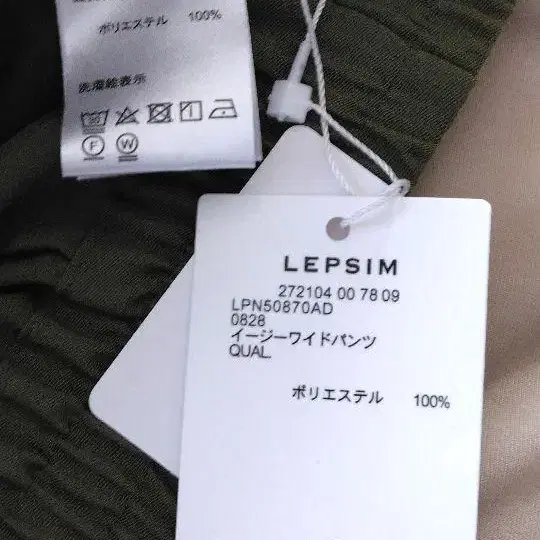 ポリエステル 100%
洗濯絵表示
F W
LEPSIM
272104 00 78 09
LPN50870AD
0828
イージーワイドパンツ
QUAL
ポリエステル 100%